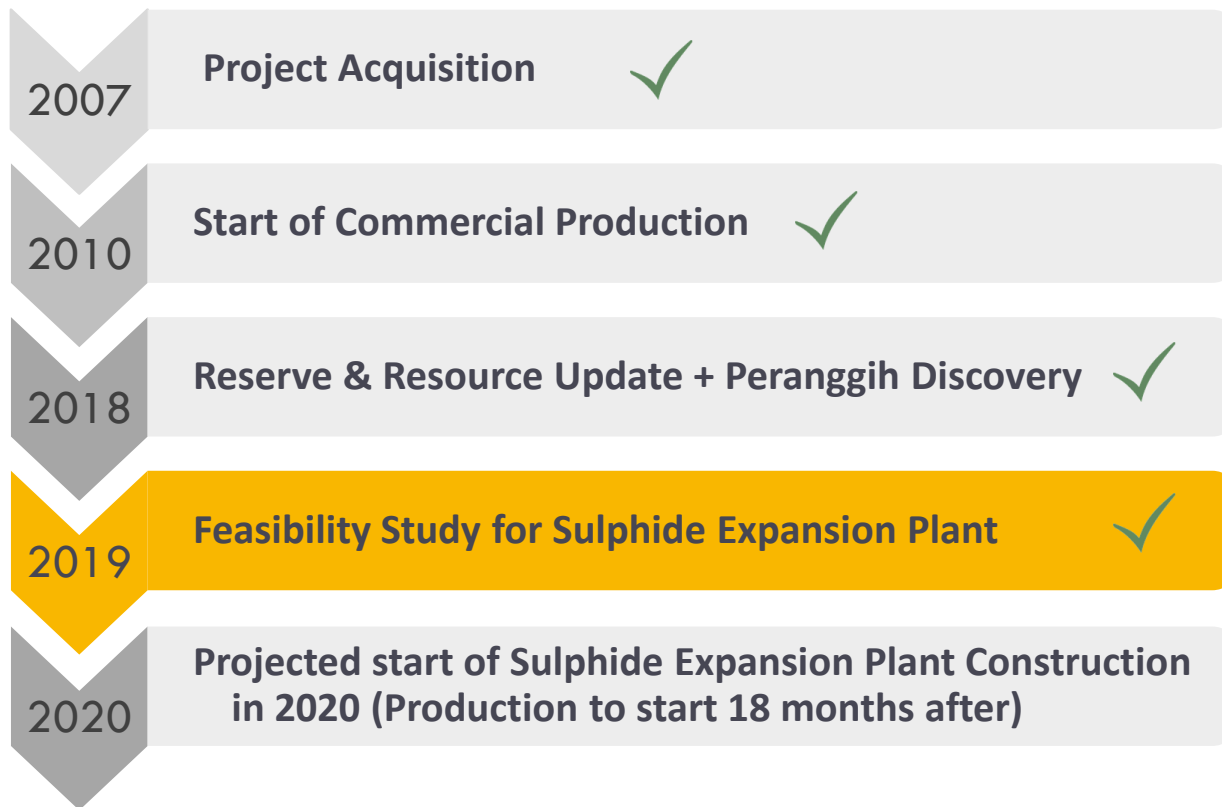 2007
Project Acquisition
2010
Start of Commercial Production
2018
Reserve & Resource Update + Peranggih Discovery
2019
Feasibility Study for Sulphide Expansion Plant
2020
Projected start of Sulphide Expansion Plant Construction
in 2020 (Production to start 18 months after)